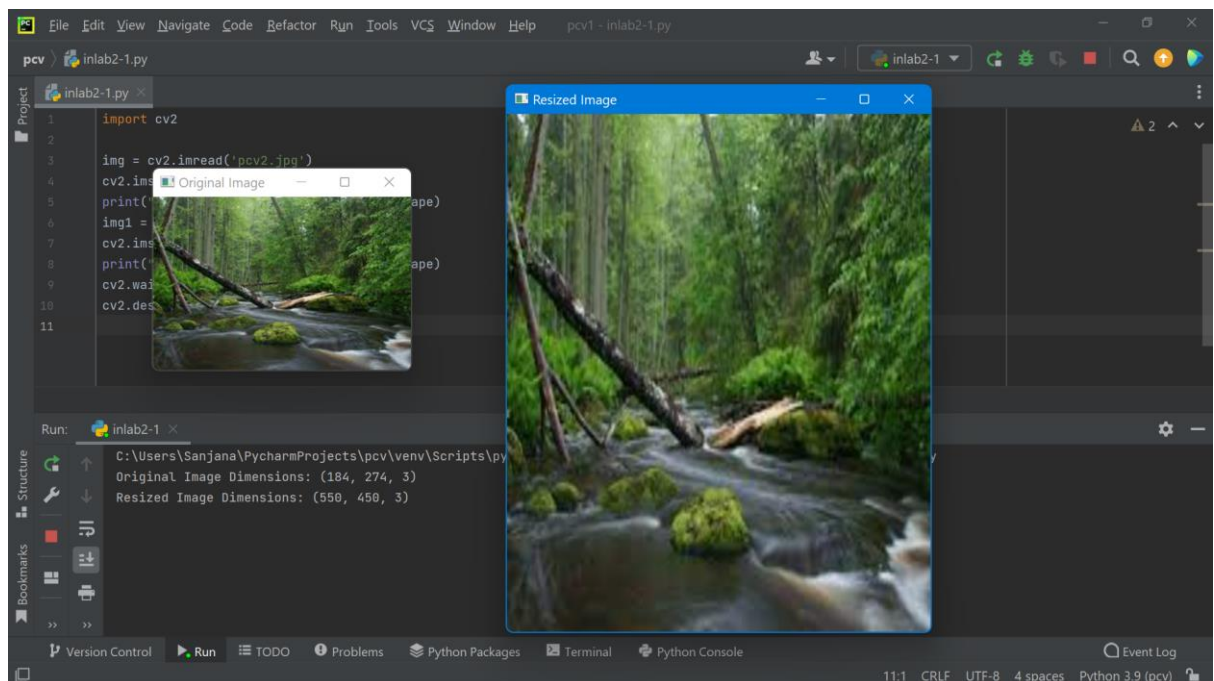 PC File Edit View Navigate Code Refactor Run Tools VCS Window Help pcv1 - inlab2-1.py
pcv inlab2-1.py inlab2-1
Project
inlab2-1.py
Resized Image
1 import cv2
2
2
3 img = cv2.imread('pcv2.jpg')
4 cv2.ims
Original Image
5 print(" ape)
6 img1 =
7 cv2.ims
8 print(" ape)
9 cv2.wai
10 cv2.des
11
Run: inlab2-1
C:\Users\Sanjana\PycharmProjects\pcv\venv\Scripts\py y
Original Image Dimensions: (184, 274, 3)
Resized Image Dimensions: (550, 450, 3)
Structure
Bookmarks
Version Control Run TODO Problems Python Packages Terminal Python Console Event Log
11:1 CRLF UTF-8 4 spaces Python 3.9 (pcv)